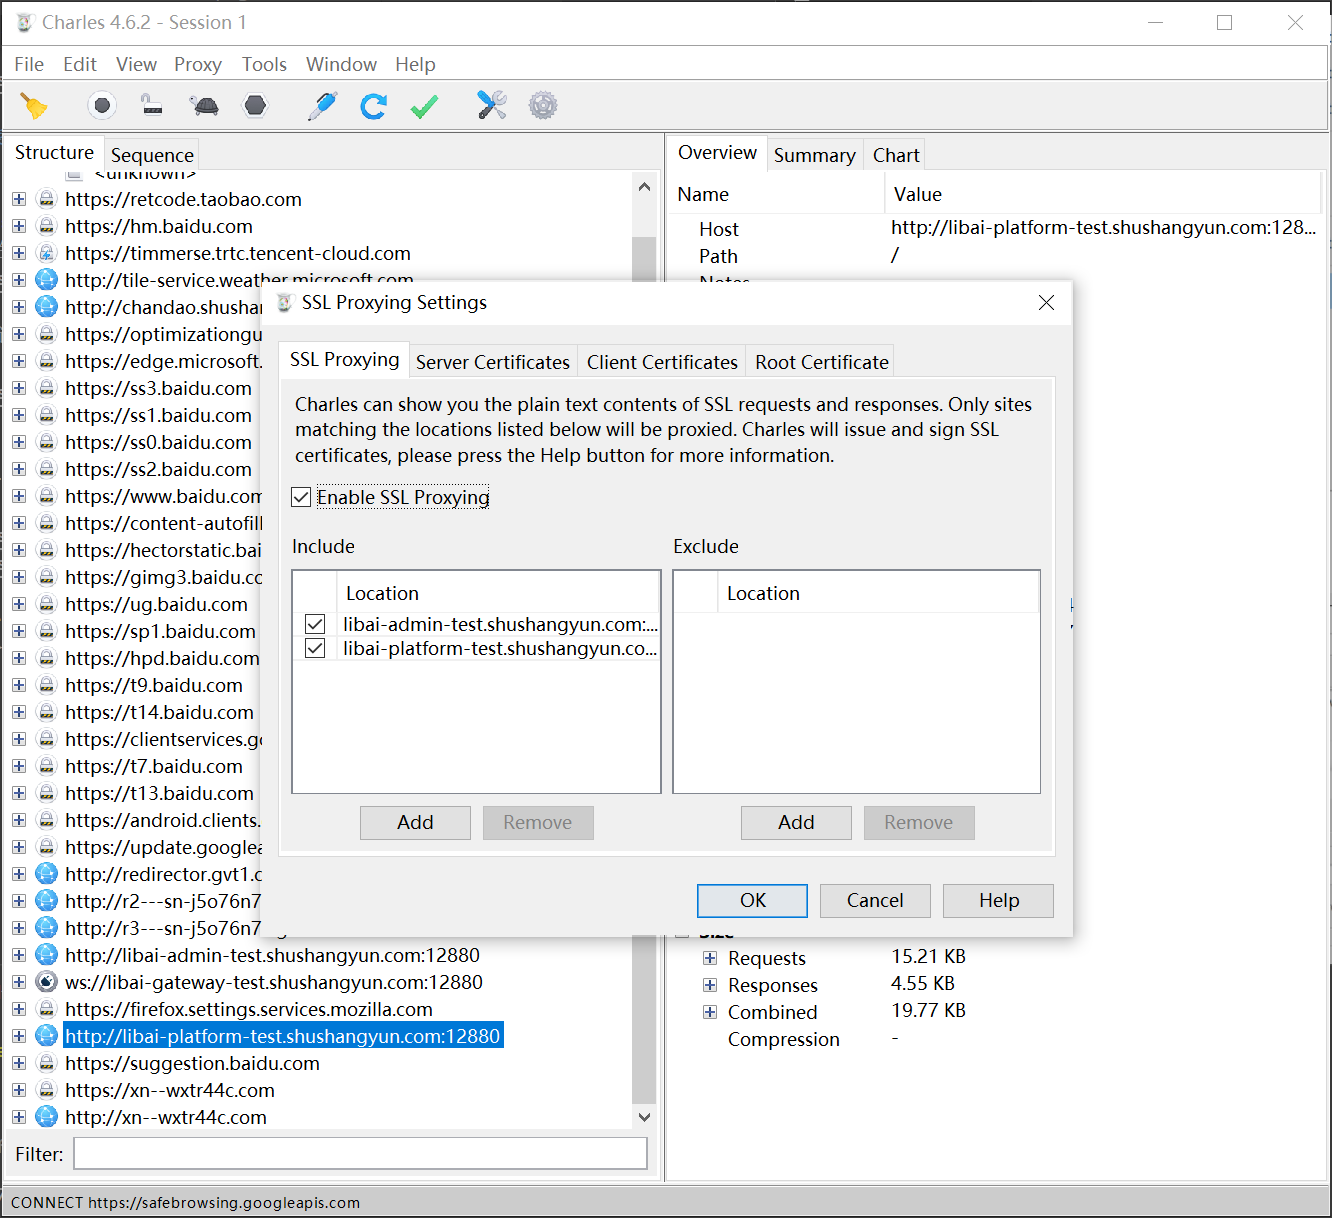 Charles 4.6.2 - Session 1
File Edit View Proxy Tools Window Help
Structure Sequence
<unknown>
https://retcode.taobao.com
https://hm.baidu.com
https://timmerse.trtc.tencent-cloud.com
http://tile-service.weather.microsoft.com
http://chandao.shushan
https://optimizationgu
https://edge.microsoft.
https://ss3.baidu.com
https://ss1.baidu.com
https://ss0.baidu.com
https://ss2.baidu.com
https://www.baidu.com
https://content-autofill
https://hectorstatic.bai
https://gimg3.baidu.co
https://ug.baidu.com
https://sp1.baidu.com
https://hpd.baidu.com
https://t9.baidu.com
https://t14.baidu.com
https://clientservices.go
https://t7.baidu.com
https://t13.baidu.com
https://android.clients.
https://update.googlea
http://redirector.gvt1.c
http://r2---sn-j5o76n7
http://r3---sn-j5o76n7
http://libai-admin-test.shushangyun.com:12880
ws://libai-gateway-test.shushangyun.com:12880
https://firefox.settings.services.mozilla.com
http://libai-platform-test.shushangyun.com:12880
https://suggestion.baidu.com
https://xn--wxtr44c.com
http://xn--wxtr44c.com
Filter:
CONNECT https://safebrowsing.googleapis.com
Overview Summary Chart
Name Value
Host http://libai-platform-test.shushangyun.com:128...
Path /
Notes
SSL Proxying Settings
SSL Proxying Server Certificates Client Certificates Root Certificate
Charles can show you the plain text contents of SSL requests and responses. Only sites
matching the locations listed below will be proxied. Charles will issue and sign SSL
certificates, please press the Help button for more information.
Enable SSL Proxying
Include Exclude
Location Location
libai-admin-test.shushangyun.com:...
libai-platform-test.shushangyun.co...
Add Remove Add Remove
OK Cancel Help
Size
Requests 15.21 KB
Responses 4.55 KB
Combined 19.77 KB
Compression -